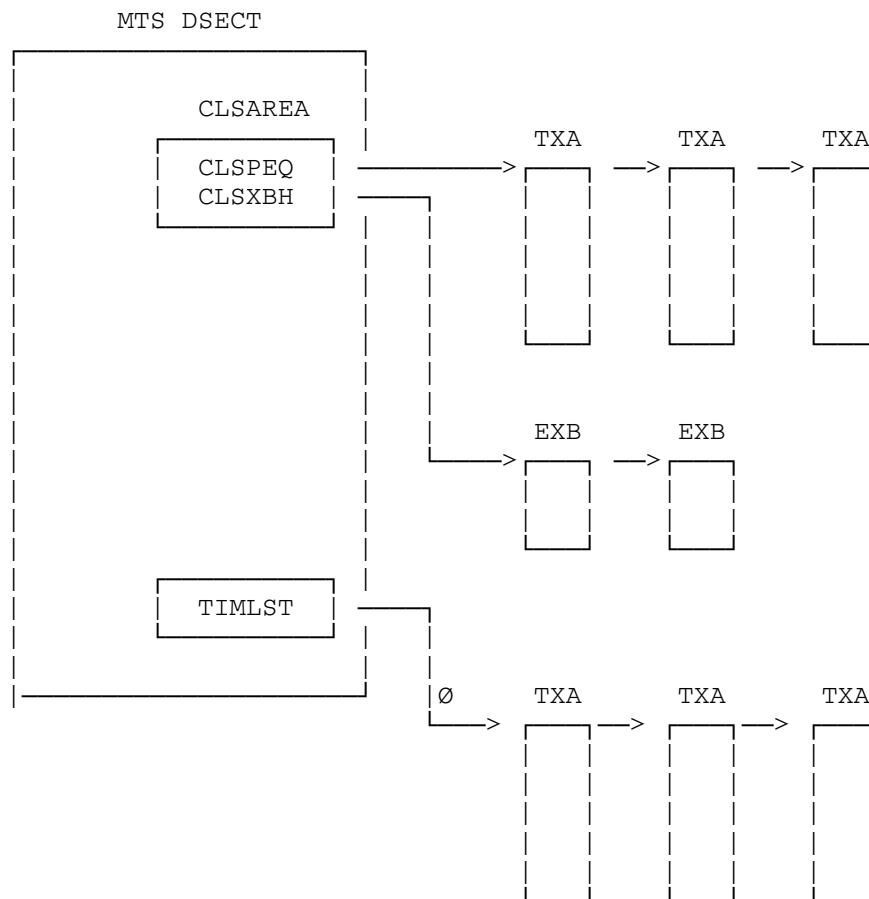 MTS DSECT
CLSAREA
TXA TXA TXA
CLSPEQ
CLSXBH
EXB EXB
TIMLST
Ø TXA TXA TXA